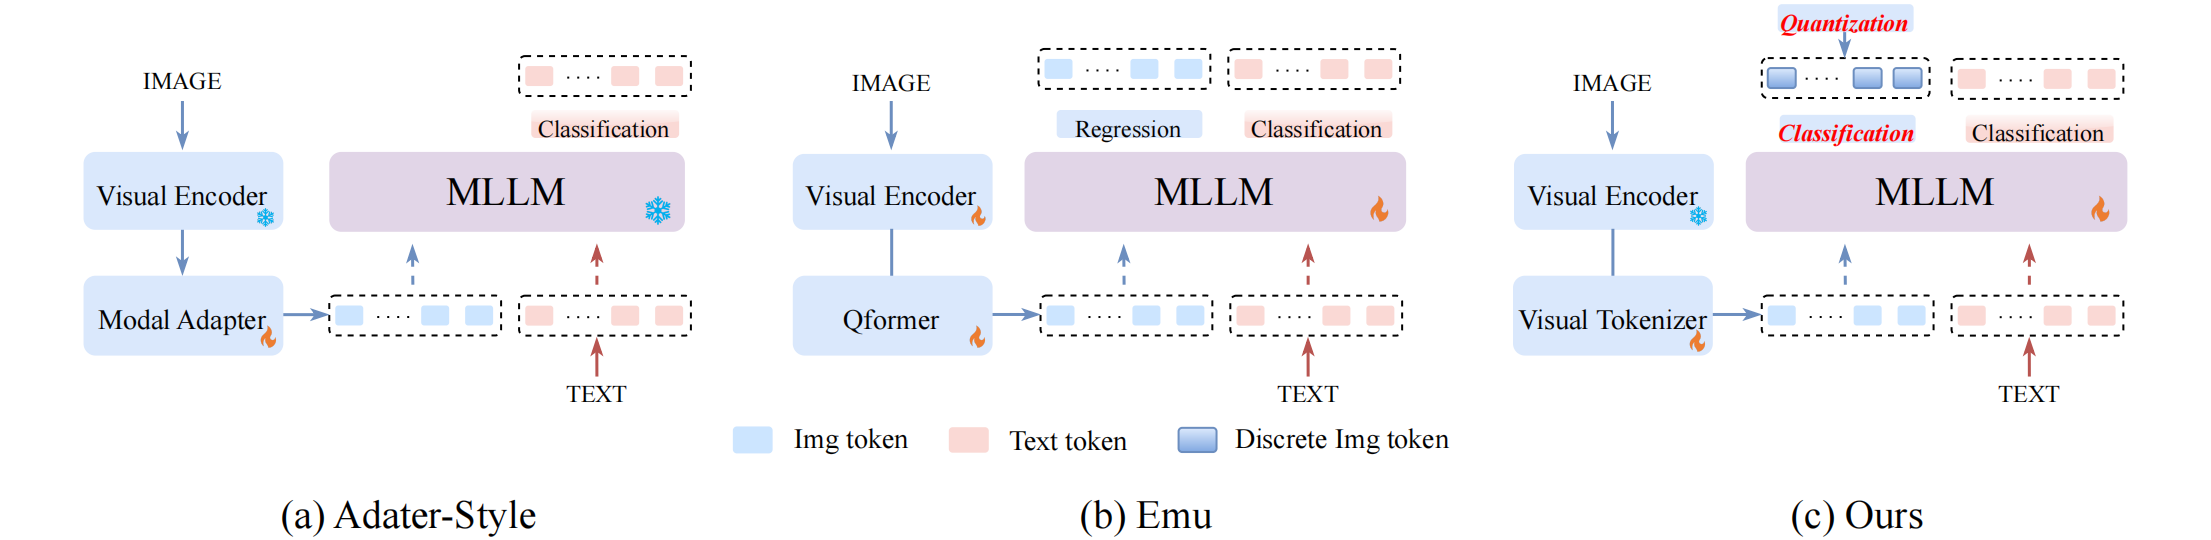 IMAGE
Visual Encoder
Modal Adapter
Classification
MLLM
TEXT
(a) Adater-Style
IMAGE
Visual Encoder
Qformer
Regression
Classification
MLLM
TEXT
(b) Emu
IMAGE
Visual Encoder
Visual Tokenizer
Quantization
Classification
Classification
MLLM
TEXT
(c) Ours
Img token
Text token
Discrete Img token